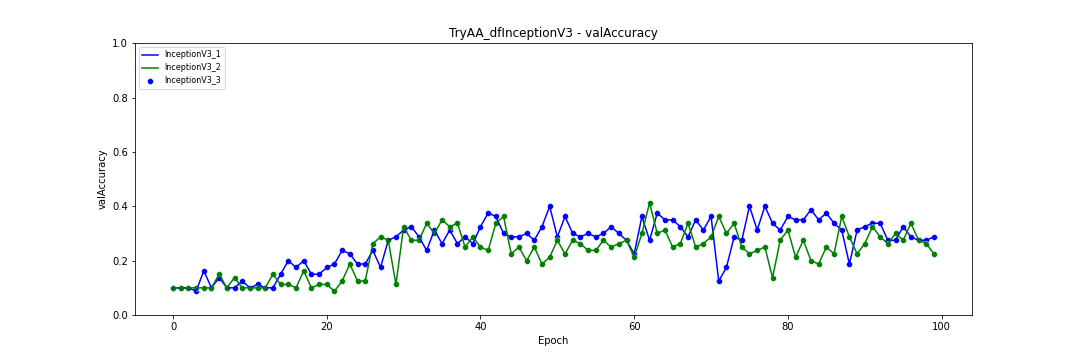 TryAA_dfInceptionV3 - valAccuracy
1.0
0.8
0.6
0.4
0.2
0.0
valAccuracy
InceptionV3_1
InceptionV3_2
InceptionV3_3
0 20 40 60 80 100
Epoch